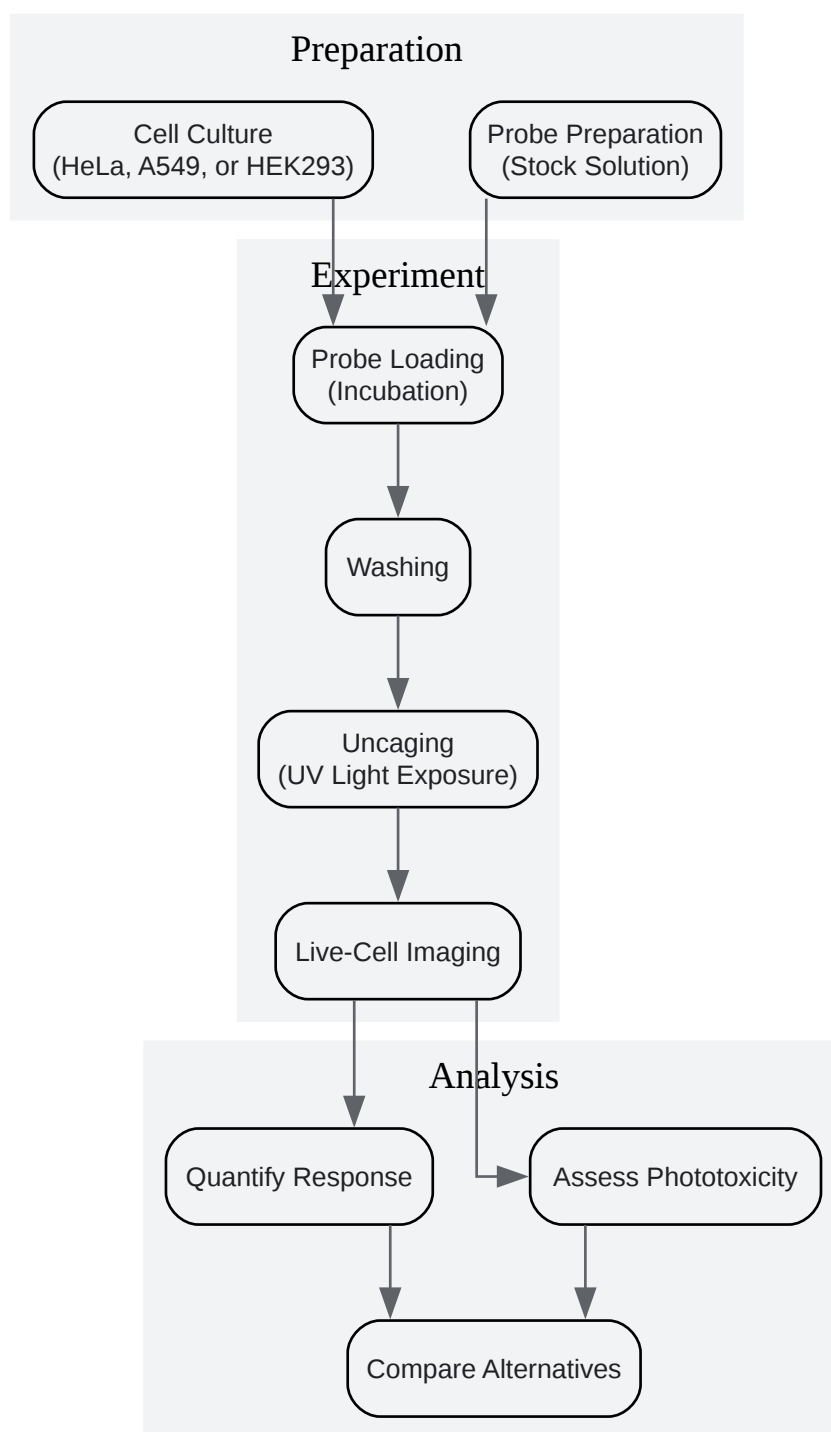 Preparation
Cell Culture
(HeLa, A549, or HEK293)
Probe Preparation
(Stock Solution)
Experiment
Probe Loading
(Incubation)
Washing
Uncaging
(UV Light Exposure)
Live-Cell Imaging
Analysis
Quantify Response
Assess Phototoxicity
Compare Alternatives